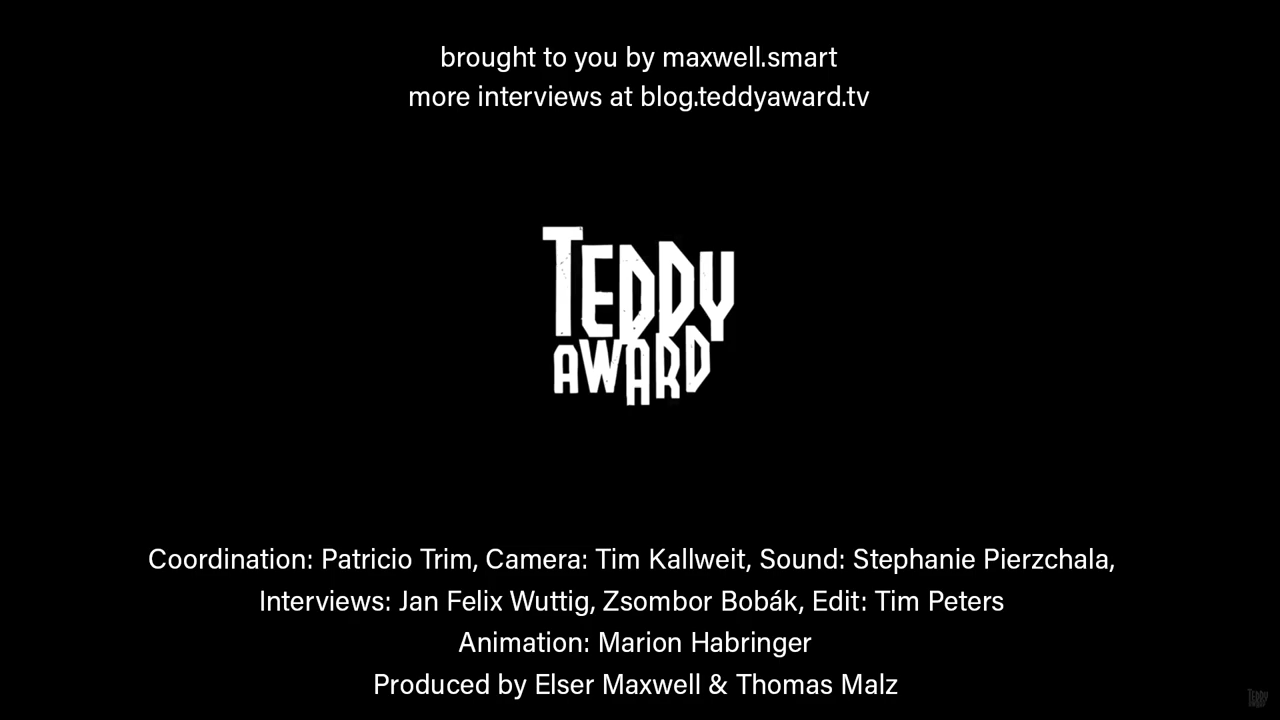 brought to you by maxwell.smart
more interviews at blog.teddyaward.tv
TEDDY
AWARD
Coordination: Patricio Trim, Camera: Tim Kallweit, Sound: Stephanie Pierzchala,
Interviews: Jan Felix Wuttig, Zsombor Bobák, Edit: Tim Peters
Animation: Marion Habringer
Produced by Elser Maxwell & Thomas Malz
TEDDY
AWARD